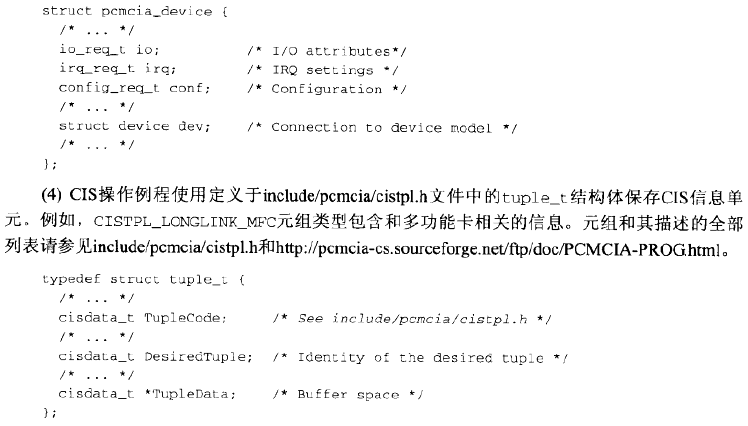 struct pcmcia_device {
/* ... */
io_req_t io; /* I/O attributes*/
irq_req_t irq; /* IRQ settings */
config_req_t conf; /* Configuration */
/* ... */
struct device dev; /* Connection to device model */
/* ... */
};
(4) CIS操作例程使用定义于include/pcmcia/cistpl.h文件中的tuple_t结构体保存CIS信息单
元。例如，CISTPL_LONGLINK_MFC元组类型包含和多功能卡相关的信息。元组和其描述的全部
列表请参见include/pcmcia/cistpl.h和http://pcmcia-cs.sourceforge.net/ftp/doc/PCMCIA-PROG.html。
typedef struct tuple_t {
/* ... */
cisdata_t TupleCode; /* See include/pcmcia/cistpl.h */
/* ... */
cisdata_t DesiredTuple; /* Identity of the desired tuple */
/* ... */
cisdata_t *TupleData; /* Buffer space */
};